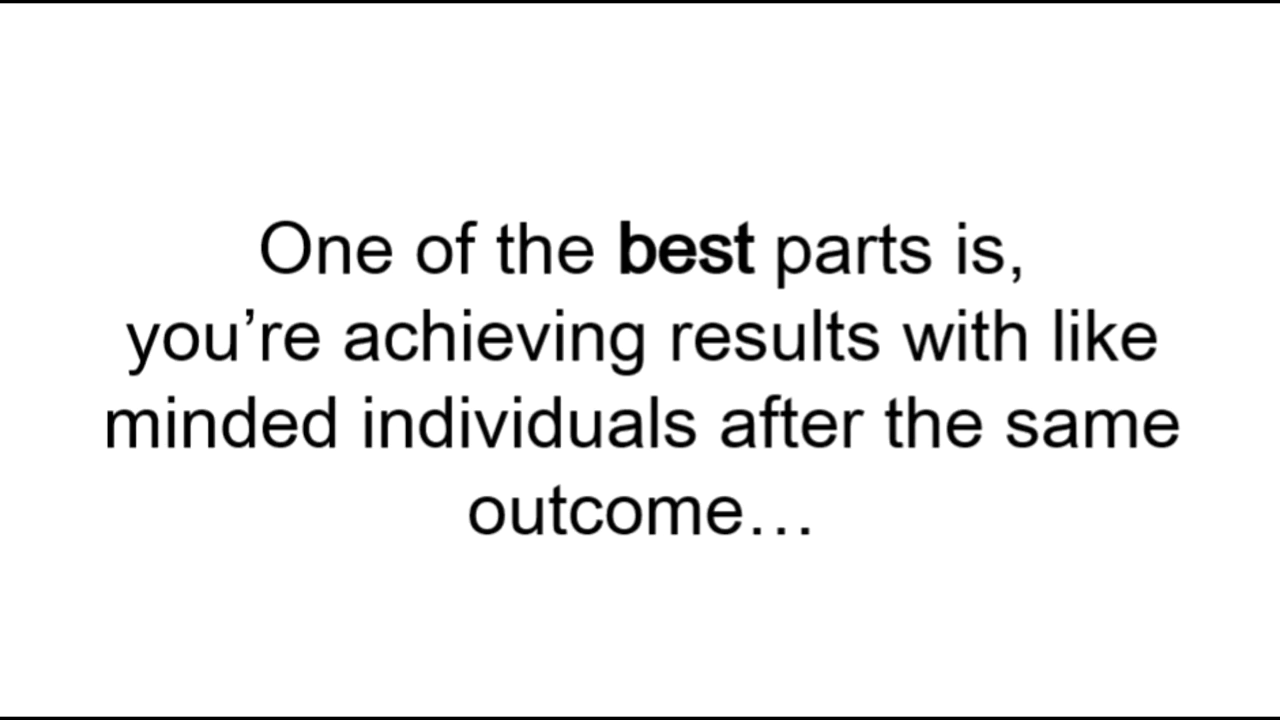 One of the best parts is,
you’re achieving results with like
minded individuals after the same
outcome…